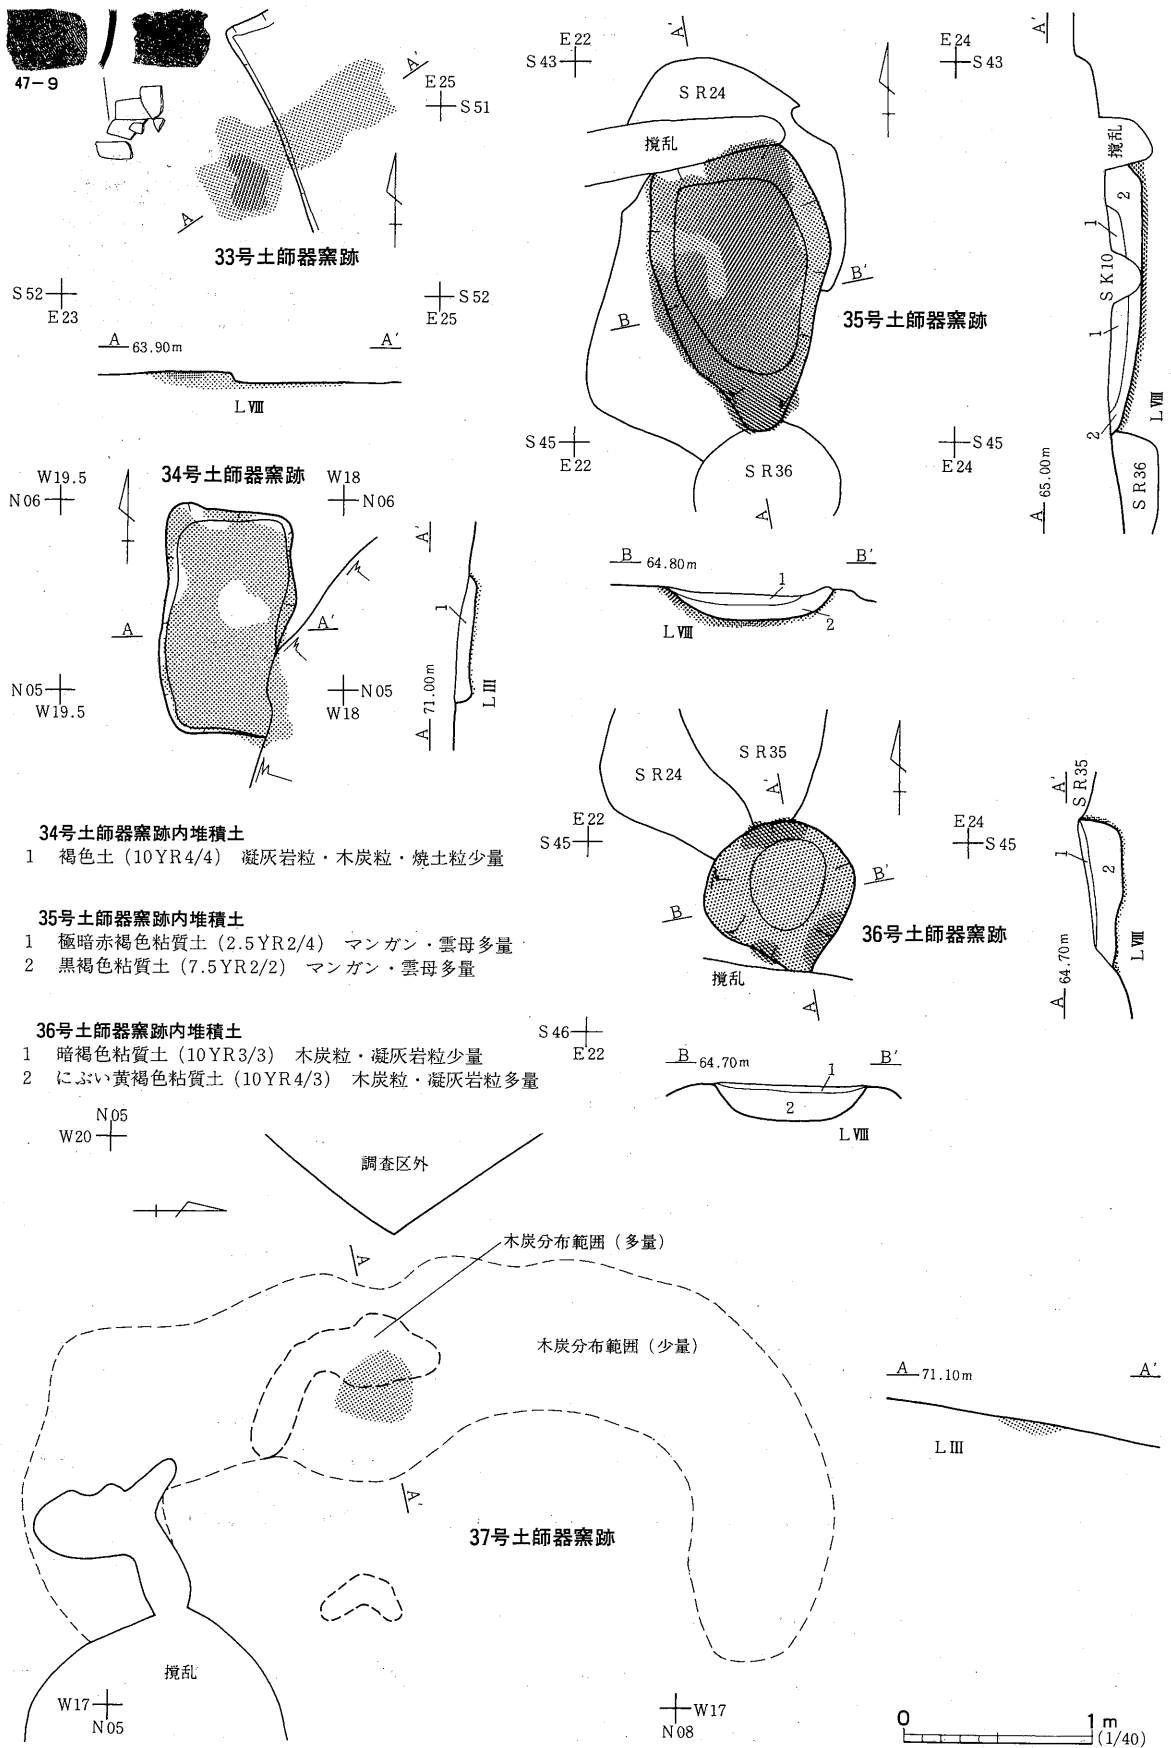 47-9
A'
E25
S51
A
33号土師器窯跡
S52
E23
S52
E25
A 63.90m A'
LⅧ
E22
S43
A'
SR24
撹乱
E24
S43
B
B'
35号土師器窯跡
S45
E22
SR36
A
S45
E24
A'
撹乱
2
1
SK10
1
2
LⅧ
SR36
A 65.00m
B 64.80m B'
1
2
LⅧ
34号土師器窯跡
W19.5
N06
W18
N06
A
A'
N05
W19.5
N05
W18
A'
1
LⅢ
A 71.00m
34号土師器窯跡内堆積土
1 褐色土(10YR4/4) 凝灰岩粒・木炭粒・焼土粒少量
35号土師器窯跡内堆積土
1 極暗赤褐色粘質土(2.5YR2/4) マンガン・雲母多量
2 黒褐色粘質土(7.5YR2/2) マンガン・雲母多量
36号土師器窯跡内堆積土
1 暗褐色粘質土(10YR3/3) 木炭粒・凝灰岩粒少量
2 にぶい黄褐色粘質土(10YR4/3) 木炭粒・凝灰岩粒多量
SR24
SR35
A'
E22
S45
E24
S45
B
B'
36号土師器窯跡
撹乱
A
S46
E22
A'
SR35
1
2
LⅧ
A 64.70m
B 64.70m B'
1
2
LⅧ
N05
W20
調査区外
A
木炭分布範囲(多量)
木炭分布範囲(少量)
A'
37号土師器窯跡
撹乱
W17
N05
W17
N08
A 71.10m A'
LⅢ
0 1m
(1/40)